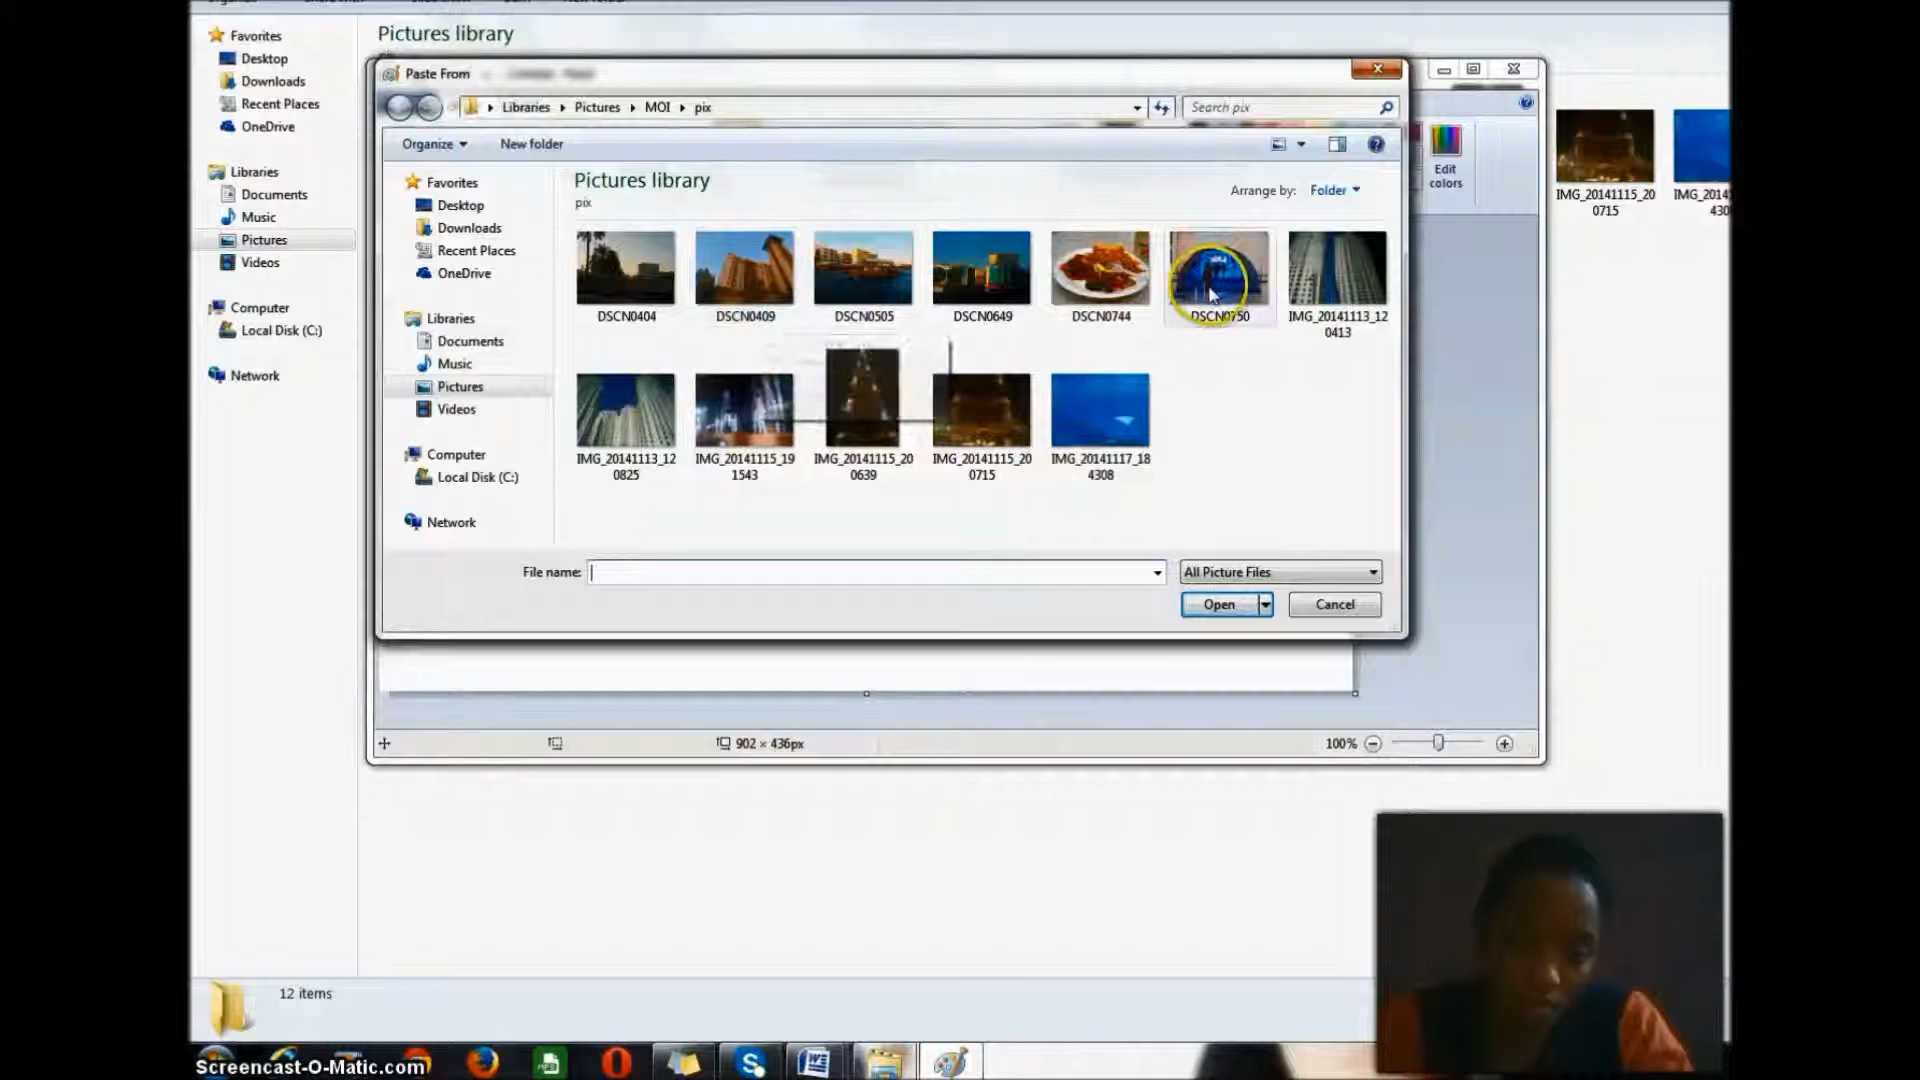 Favorites
Desktop
Downloads
Recent Places
OneDrive
Libraries
Documents
Music
Pictures
Videos
Computer
Local Disk (C:)
Network
Pictures library
Paste From
Libraries Pictures MOI pix
Search pix
Organize New folder
Favorites
Desktop
Downloads
Recent Places
OneDrive
Libraries
Documents
Music
Pictures
Videos
Computer
Local Disk (C:)
Network
Pictures library
pix
Arrange by: Folder
DSCN0404 DSCN0409 DSCN0505 DSCN0649 DSCN0744 DSCN0750 IMG_20141113_12
0413
IMG_20141113_12 IMG_20141115_19 IMG_20141115_20 IMG_20141115_20 IMG_20141117_18
0825 1543 0639 0715 4308
File name: All Picture Files
Open Cancel
Edit
colors
IMG_20141115_20
0715
902 × 436px
100%
12 items
Screencast-O-Matic.com